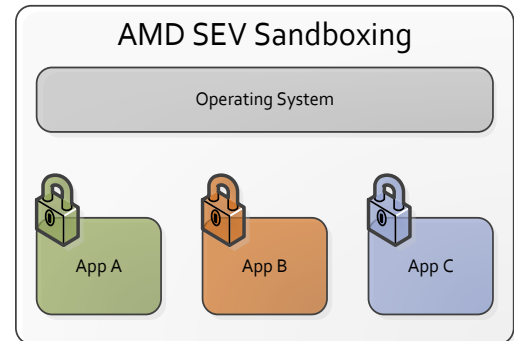 AMD SEV Sandboxing
Operating System
App A
App B
App C